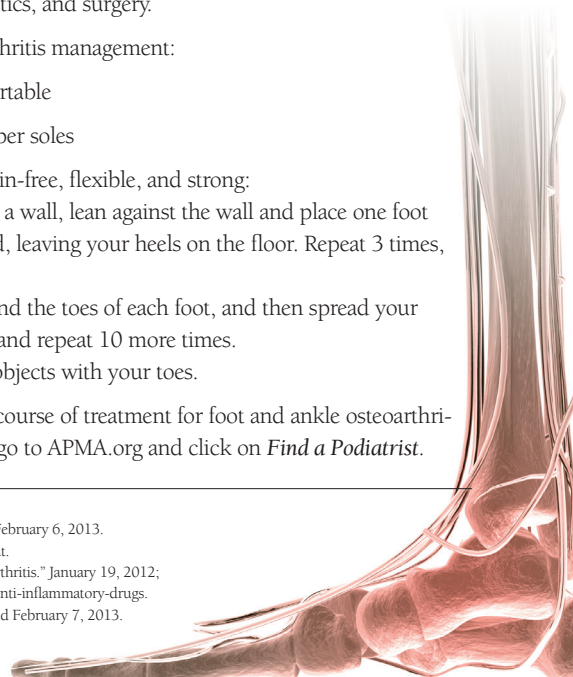 tics, and surgery.
thritis management:
rtable
ber soles
in-free, flexible, and strong:
a wall, lean against the wall and place one foot
d, leaving your heels on the floor. Repeat 3 times,
nd the toes of each foot, and then spread your
and repeat 10 more times.
objects with your toes.
course of treatment for foot and ankle osteoarthri-
go to APMA.org and click on Find a Podiatrist.
ebruary 6, 2013.
t.
thritis." January 19, 2012;
nti-inflammatory-drugs.
d February 7, 2013.